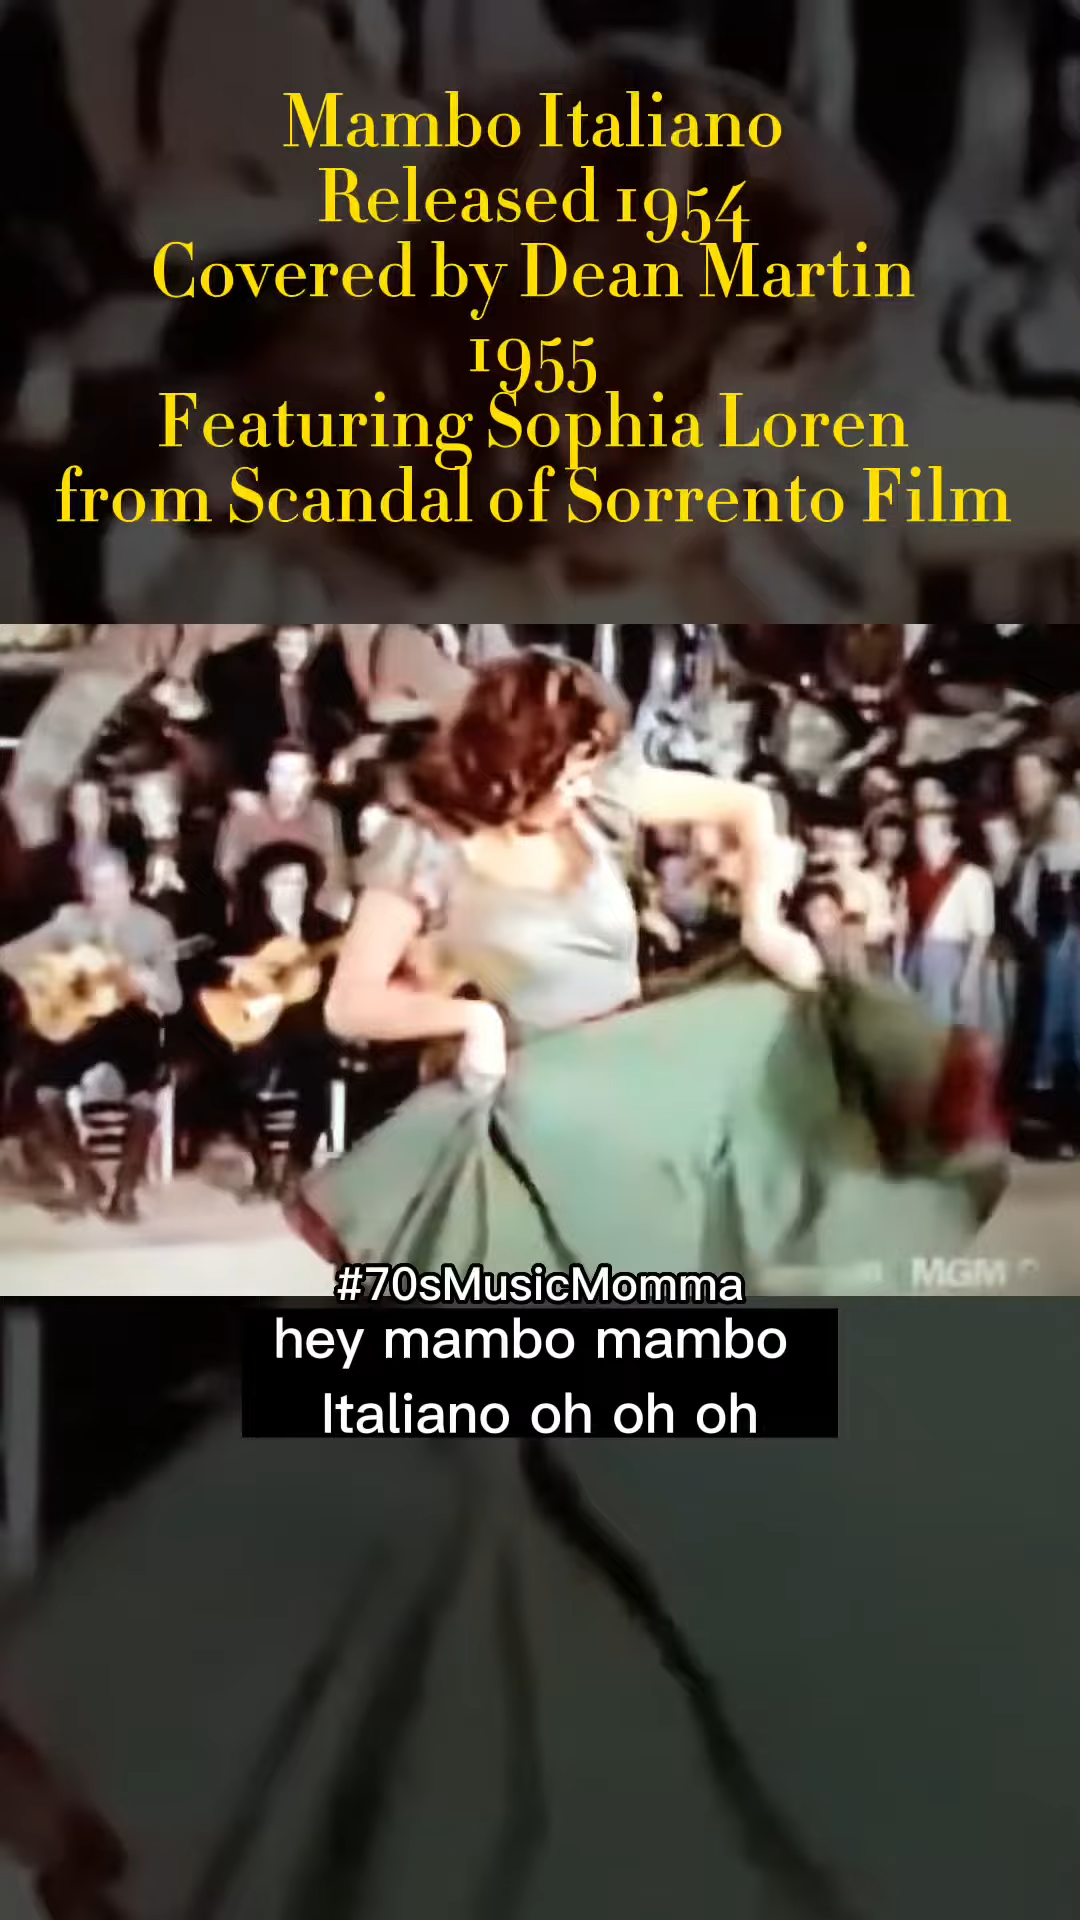 Mambo Italiano
Released 1954
Covered by Dean Martin
1955
Featuring Sophia Loren
from Scandal of Sorrento Film
MGM
#70sMusicMomma
hey mambo mambo
Italiano oh oh oh